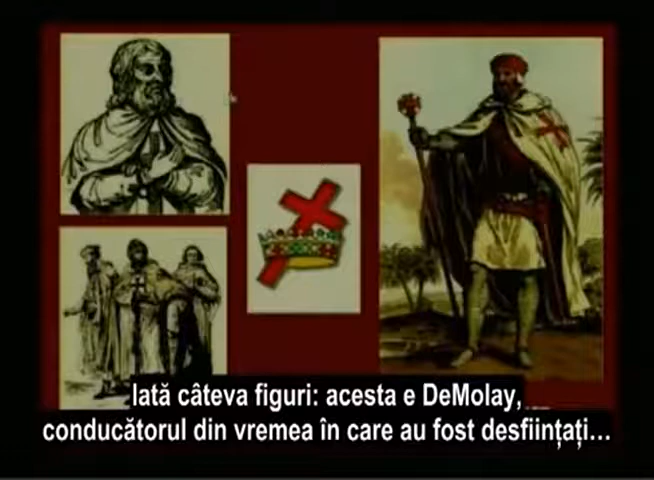 Iată câteva figuri: acesta e DeMolay,
conducătorul din vremea în care au fost desființați...